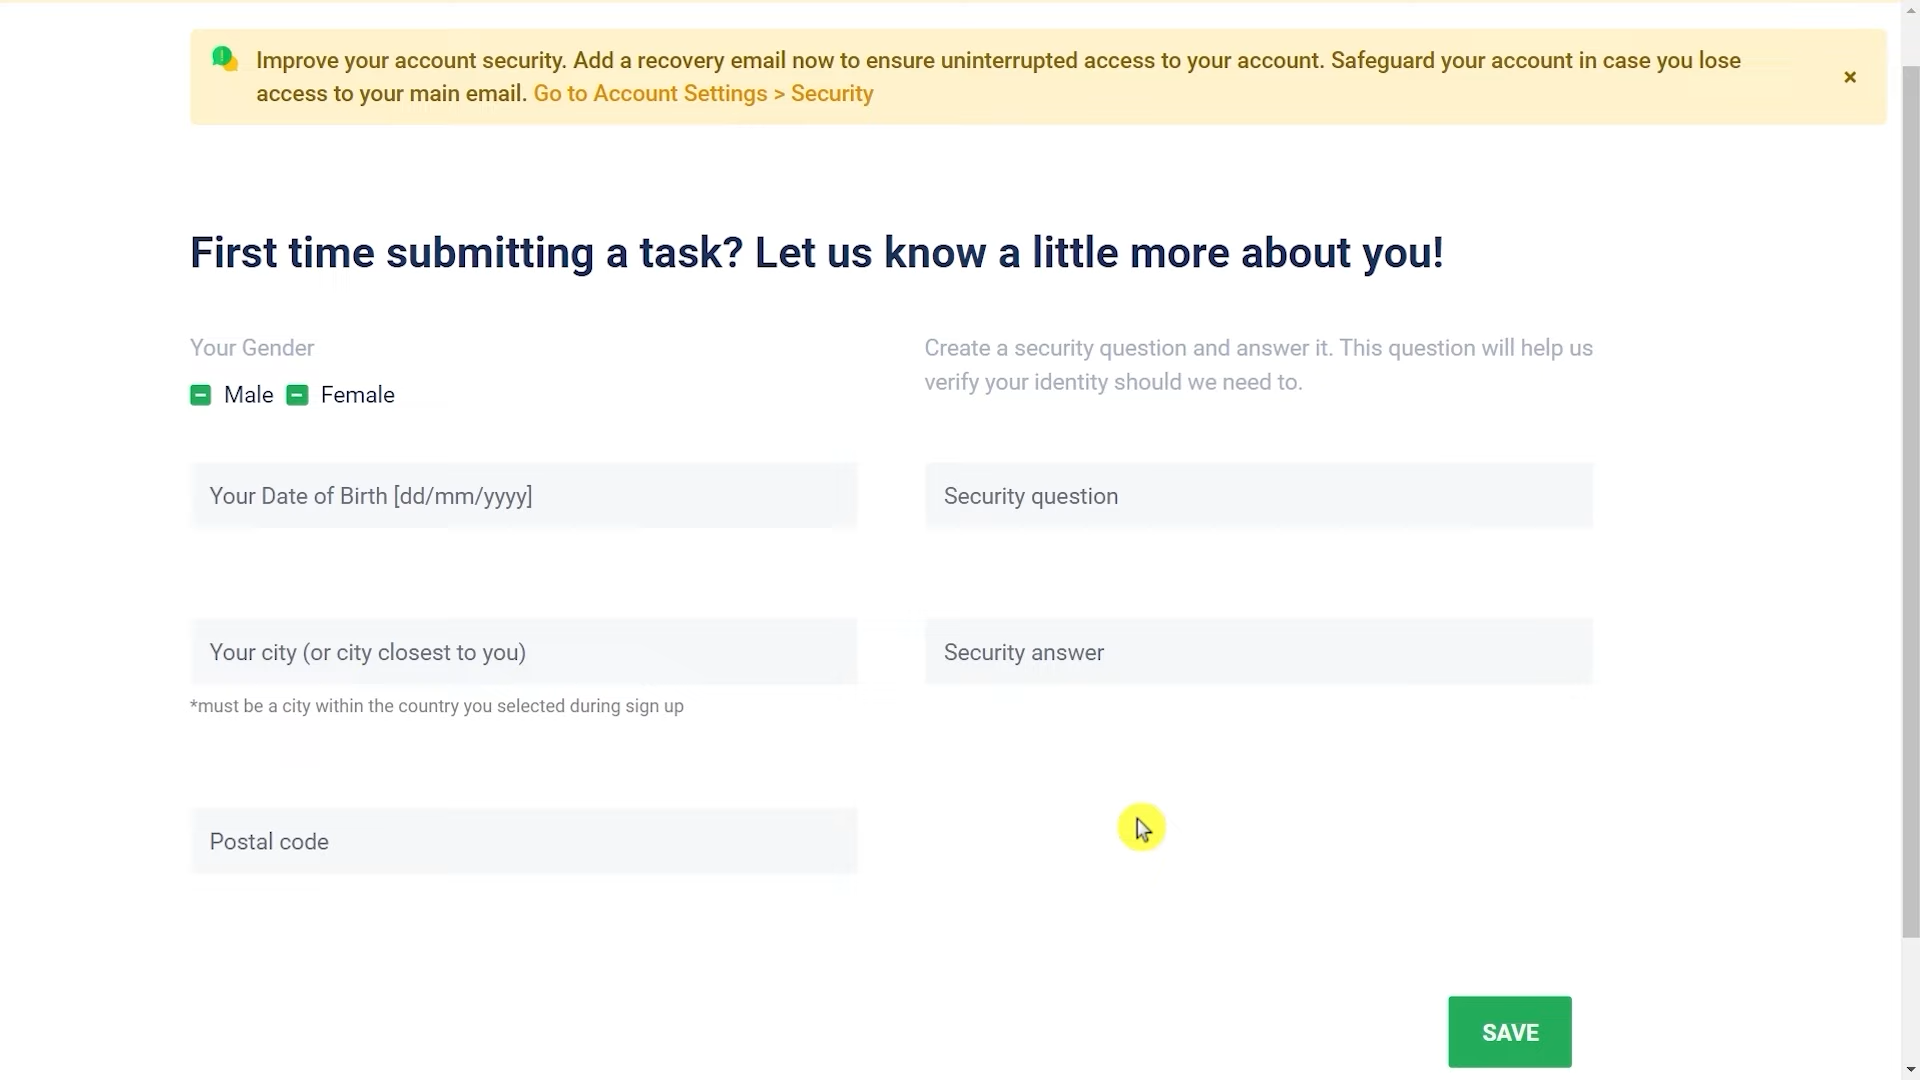 Improve your account security. Add a recovery email now to ensure uninterrupted access to your account. Safeguard your account in case you lose
access to your main email. Go to Account Settings > Security
×
First time submitting a task? Let us know a little more about you!
Your Gender
Male Female
Create a security question and answer it. This question will help us
verify your identity should we need to.
Your Date of Birth [dd/mm/yyyy]
Security question
Your city (or city closest to you)
Security answer
*must be a city within the country you selected during sign up
Postal code
SAVE